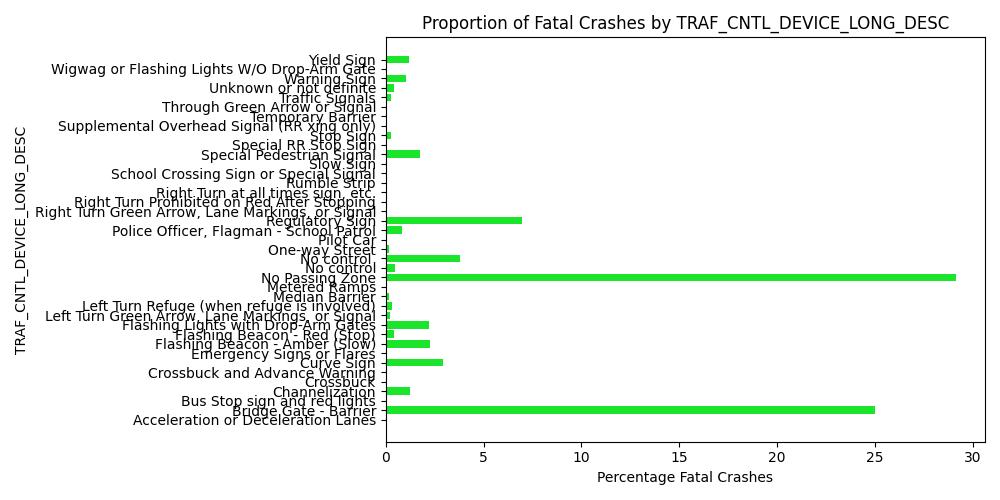 Proportion of Fatal Crashes by TRAF_CNTL_DEVICE_LONG_DESC
TRAF_CNTL_DEVICE_LONG_DESC
Yield Sign
Wigwag or Flashing Lights W/O Drop-Arm Gate
Warning Sign
Unknown or not definite
Traffic Signals
Through Green Arrow or Signal
Temporary Barrier
Supplemental Overhead Signal (RR xing only)
Stop Sign
Special RR Stop Sign
Special Pedestrian Signal
Slow Sign
School Crossing Sign or Special Signal
Rumble Strip
Right Turn at all times sign, etc.
Right Turn Prohibited on Red After Stopping
Right Turn Green Arrow, Lane Markings, or Signal
Regulatory Sign
Police Officer, Flagman - School Patrol
Pilot Car
One-way Street
No control
No control
No Passing Zone
Metered Ramps
Median Barrier
Left Turn Refuge (when refuge is involved)
Left Turn Green Arrow, Lane Markings, or Signal
Flashing Lights with Drop-Arm Gates
Flashing Beacon - Red (Stop)
Flashing Beacon - Amber (Slow)
Emergency Signs or Flares
Curve Sign
Crossbuck and Advance Warning
Crossbuck
Channelization
Bus Stop sign and red lights
Bridge Gate - Barrier
Acceleration or Deceleration Lanes
0 5 10 15 20 25 30
Percentage Fatal Crashes